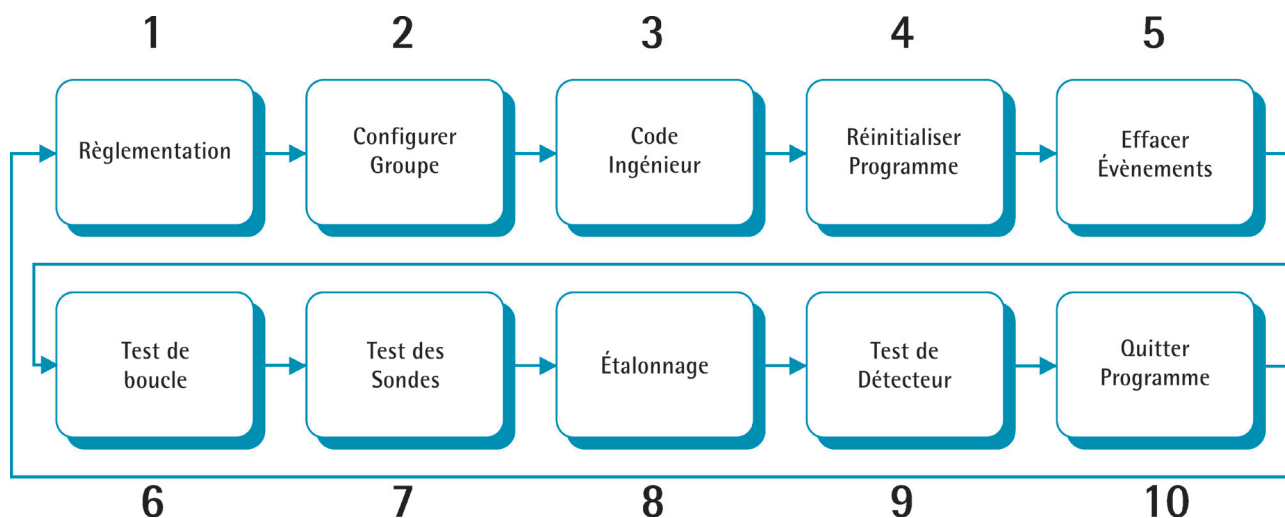 1 2 3 4 5
Règlementation
Configurer
Groupe
Code
Ingénieur
Réinitialiser
Programme
Effacer
Évènements
Test de
boucle
Test des
Sondes
Étalonnage
Test de
Détecteur
Quitter
Programme
6 7 8 9 10